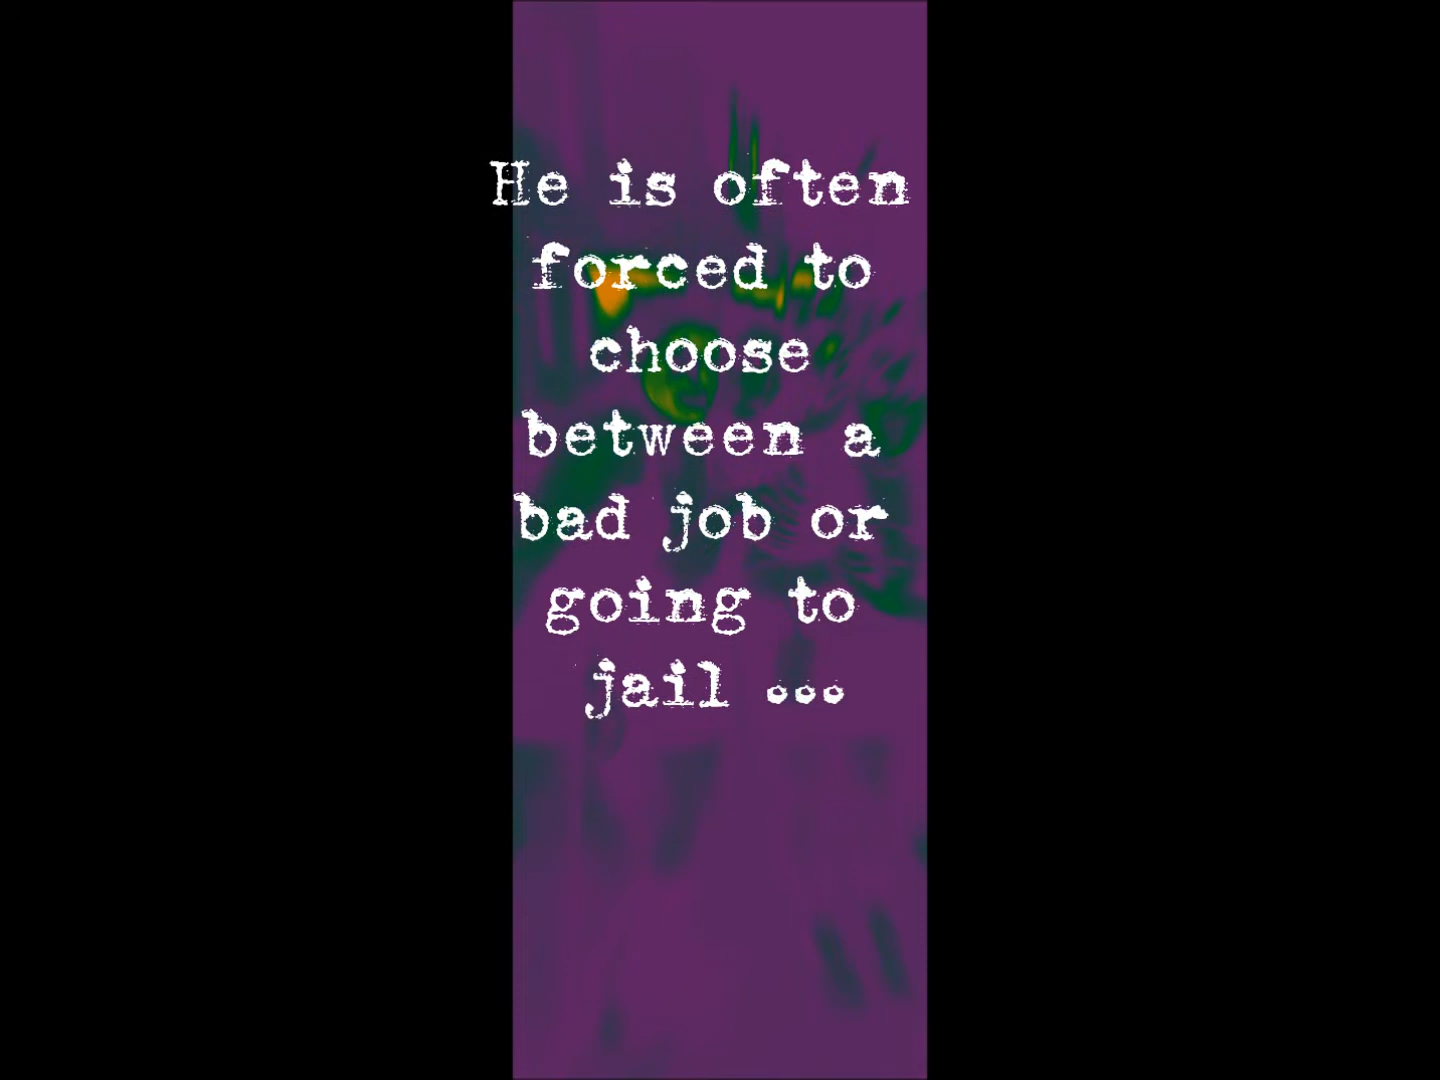 He is often
forced to
choose
between a
bad job or
going to
jail ...